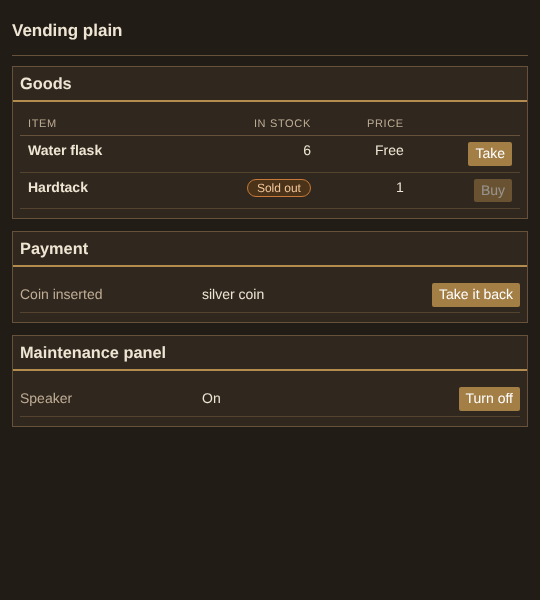 Vending plain
Goods
ITEM IN STOCK PRICE
Water flask 6 Free Take
Hardtack Sold out 1 Buy
Payment
Coin inserted silver coin Take it back
Maintenance panel
Speaker On Turn off